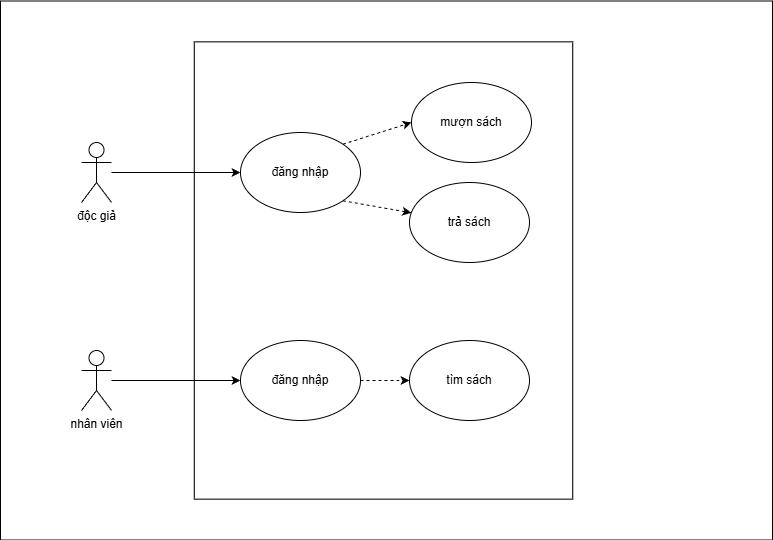 mượn sách
đăng nhập
độc giả
trả sách
đăng nhập
tìm sách
nhân viên